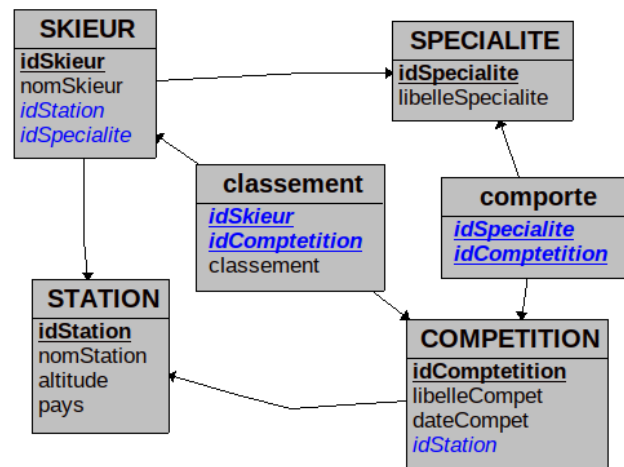 SKIEUR
idSkieur
nomSkieur
idStation
idSpecialite
SPECIALITE
idSpecialite
libelleSpecialite
classement
idSkieur
idComptetition
classement
comporte
idSpecialite
idComptetition
STATION
idStation
nomStation
altitude
pays
COMPETITION
idComptetition
libelleCompet
dateCompet
idStation